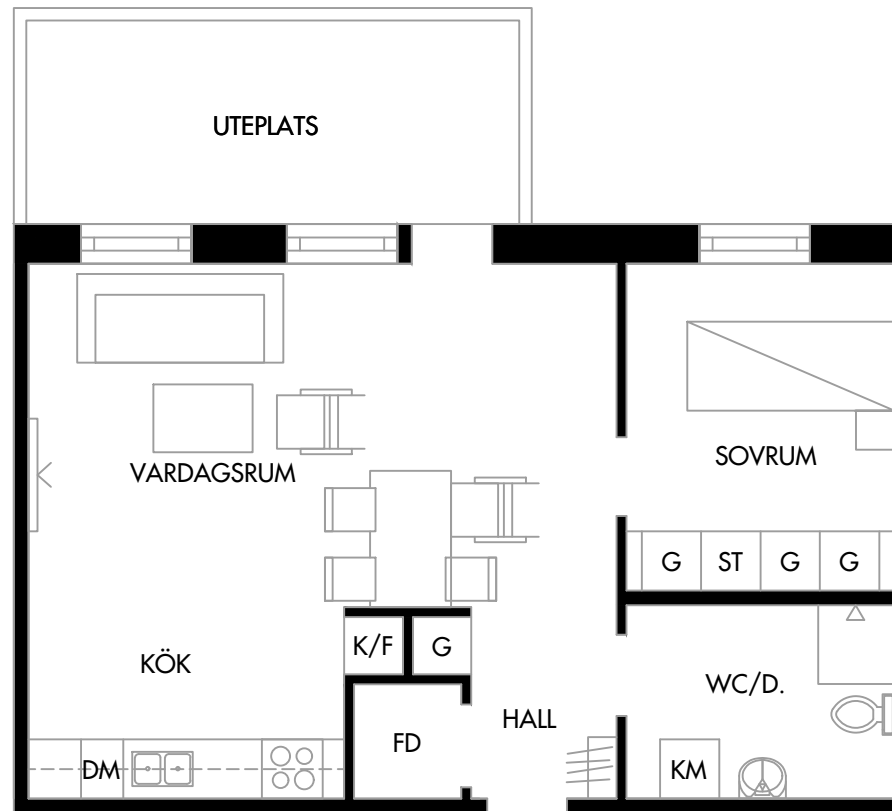 UTEPLATS
VARDAGSRUM
SOVRUM
G ST G G
K/F G
KÖK
WC/D.
HALL
FD
DM
KM